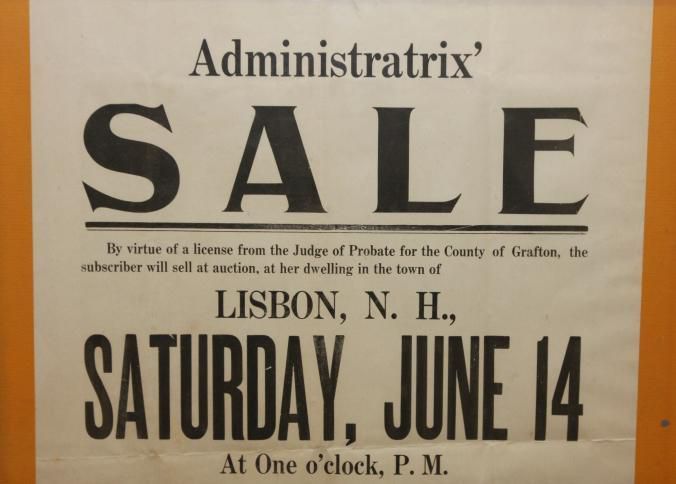 Administratrix'
SALE
By virtue of a license from the Judge of Probate for the County of Grafton, the
subscriber will sell at auction, at her dwelling in the town of
LISBON, N. H.,
SATURDAY, JUNE 14
At One o'clock, P. M.